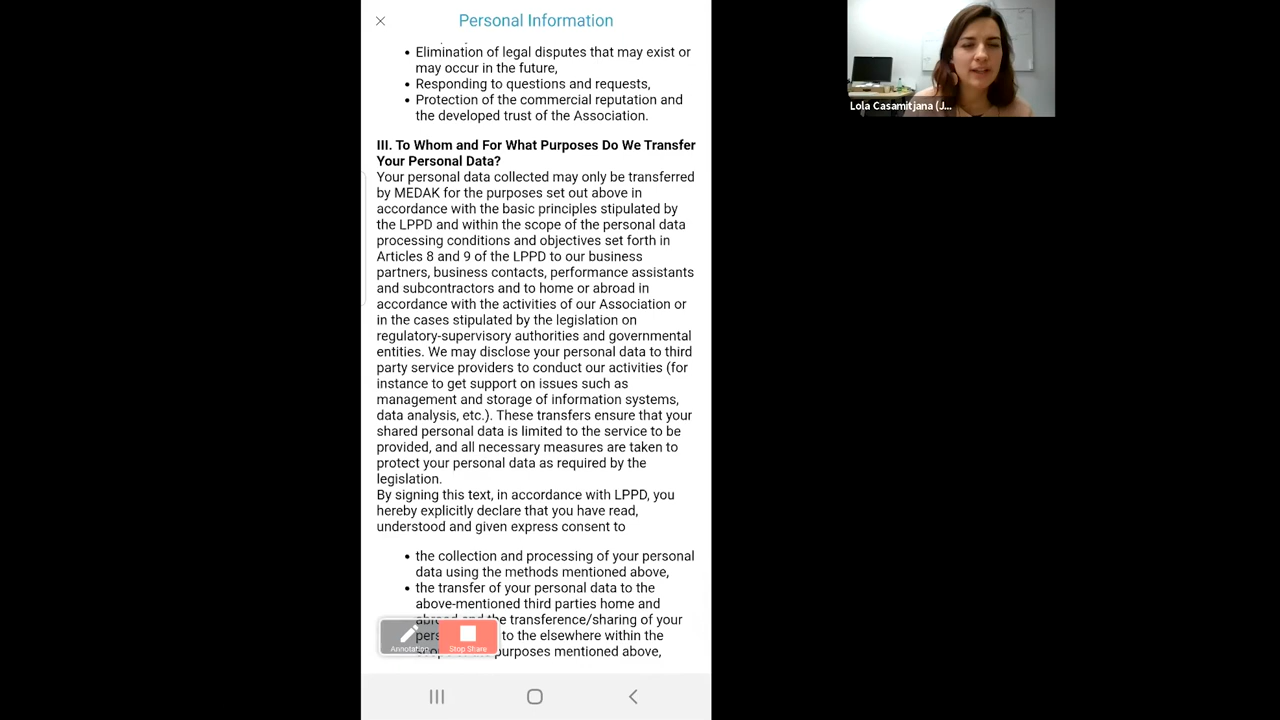 Personal Information
• Elimination of legal disputes that may exist or
may occur in the future,
• Responding to questions and requests,
• Protection of the commercial reputation and
the developed trust of the Association.
III. To Whom and For What Purposes Do We Transfer
Your Personal Data?
Your personal data collected may only be transferred
by MEDAK for the purposes set out above in
accordance with the basic principles stipulated by
the LPPD and within the scope of the personal data
processing conditions and objectives set forth in
Articles 8 and 9 of the LPPD to our business
partners, business contacts, performance assistants
and subcontractors and to home or abroad in
accordance with the activities of our Association or
in the cases stipulated by the legislation on
regulatory-supervisory authorities and governmental
entities. We may disclose your personal data to third
party service providers to conduct our activities (for
instance to get support on issues such as
management and storage of information systems,
data analysis, etc.). These transfers ensure that your
shared personal data is limited to the service to be
provided, and all necessary measures are taken to
protect your personal data as required by the
legislation.
By signing this text, in accordance with LPPD, you
hereby explicitly declare that you have read,
understood and given express consent to
• the collection and processing of your personal
data using the methods mentioned above,
• the transfer of your personal data to the
above-mentioned third parties home and
the transference/sharing of your
to the elsewhere within the
purposes mentioned above,
Annotation
Stop Share
Lola Casamitjana (J...